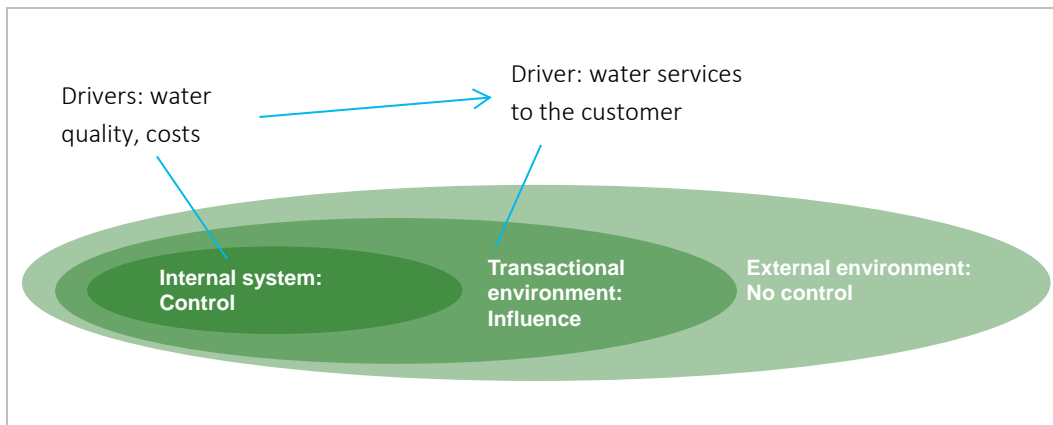 Drivers: water
quality, costs
Driver: water services
to the customer
Internal system:
Control
Transactional
environment:
Influence
External environment:
No control